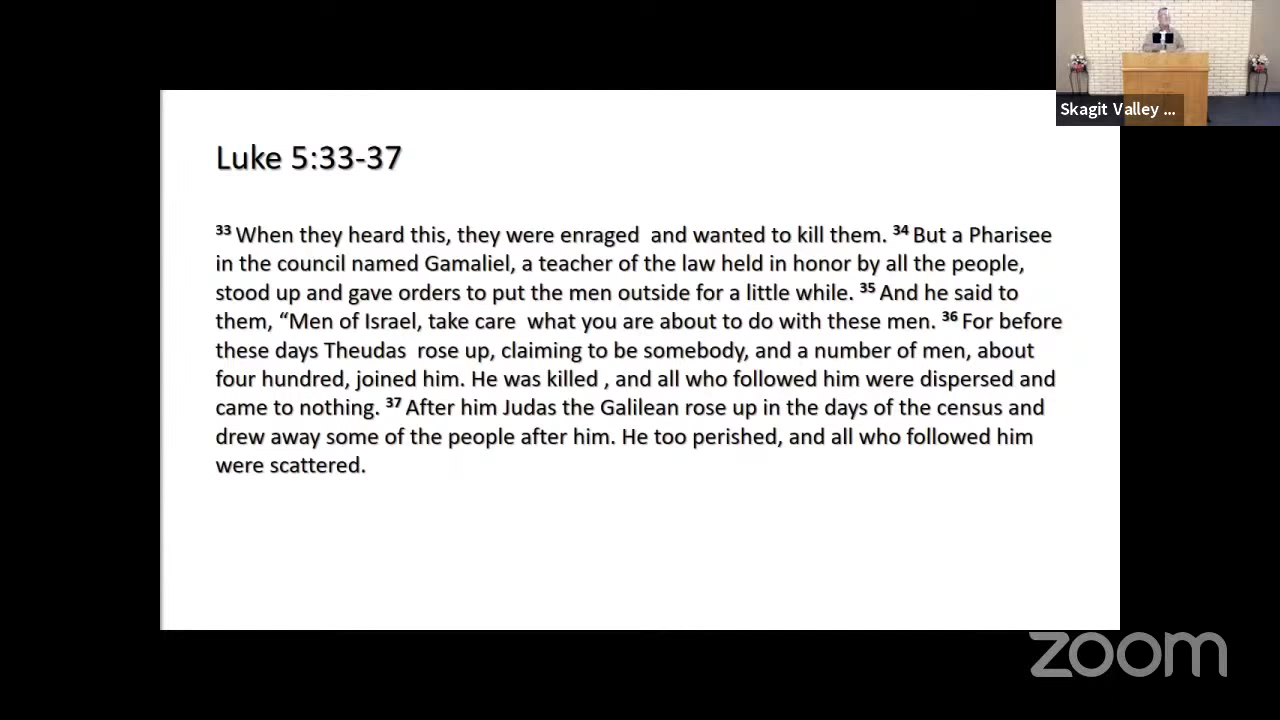 Skagit Valley ...
Luke 5:33-37
33 When they heard this, they were enraged  and wanted to kill them. 34 But a Pharisee
in the council named Gamaliel, a teacher of the law held in honor by all the people,
stood up and gave orders to put the men outside for a little while. 35 And he said to
them, “Men of Israel, take care  what you are about to do with these men. 36 For before
these days Theudas  rose up, claiming to be somebody, and a number of men, about
four hundred, joined him. He was killed , and all who followed him were dispersed and
came to nothing. 37 After him Judas the Galilean rose up in the days of the census and
drew away some of the people after him. He too perished, and all who followed him
were scattered.
zoom